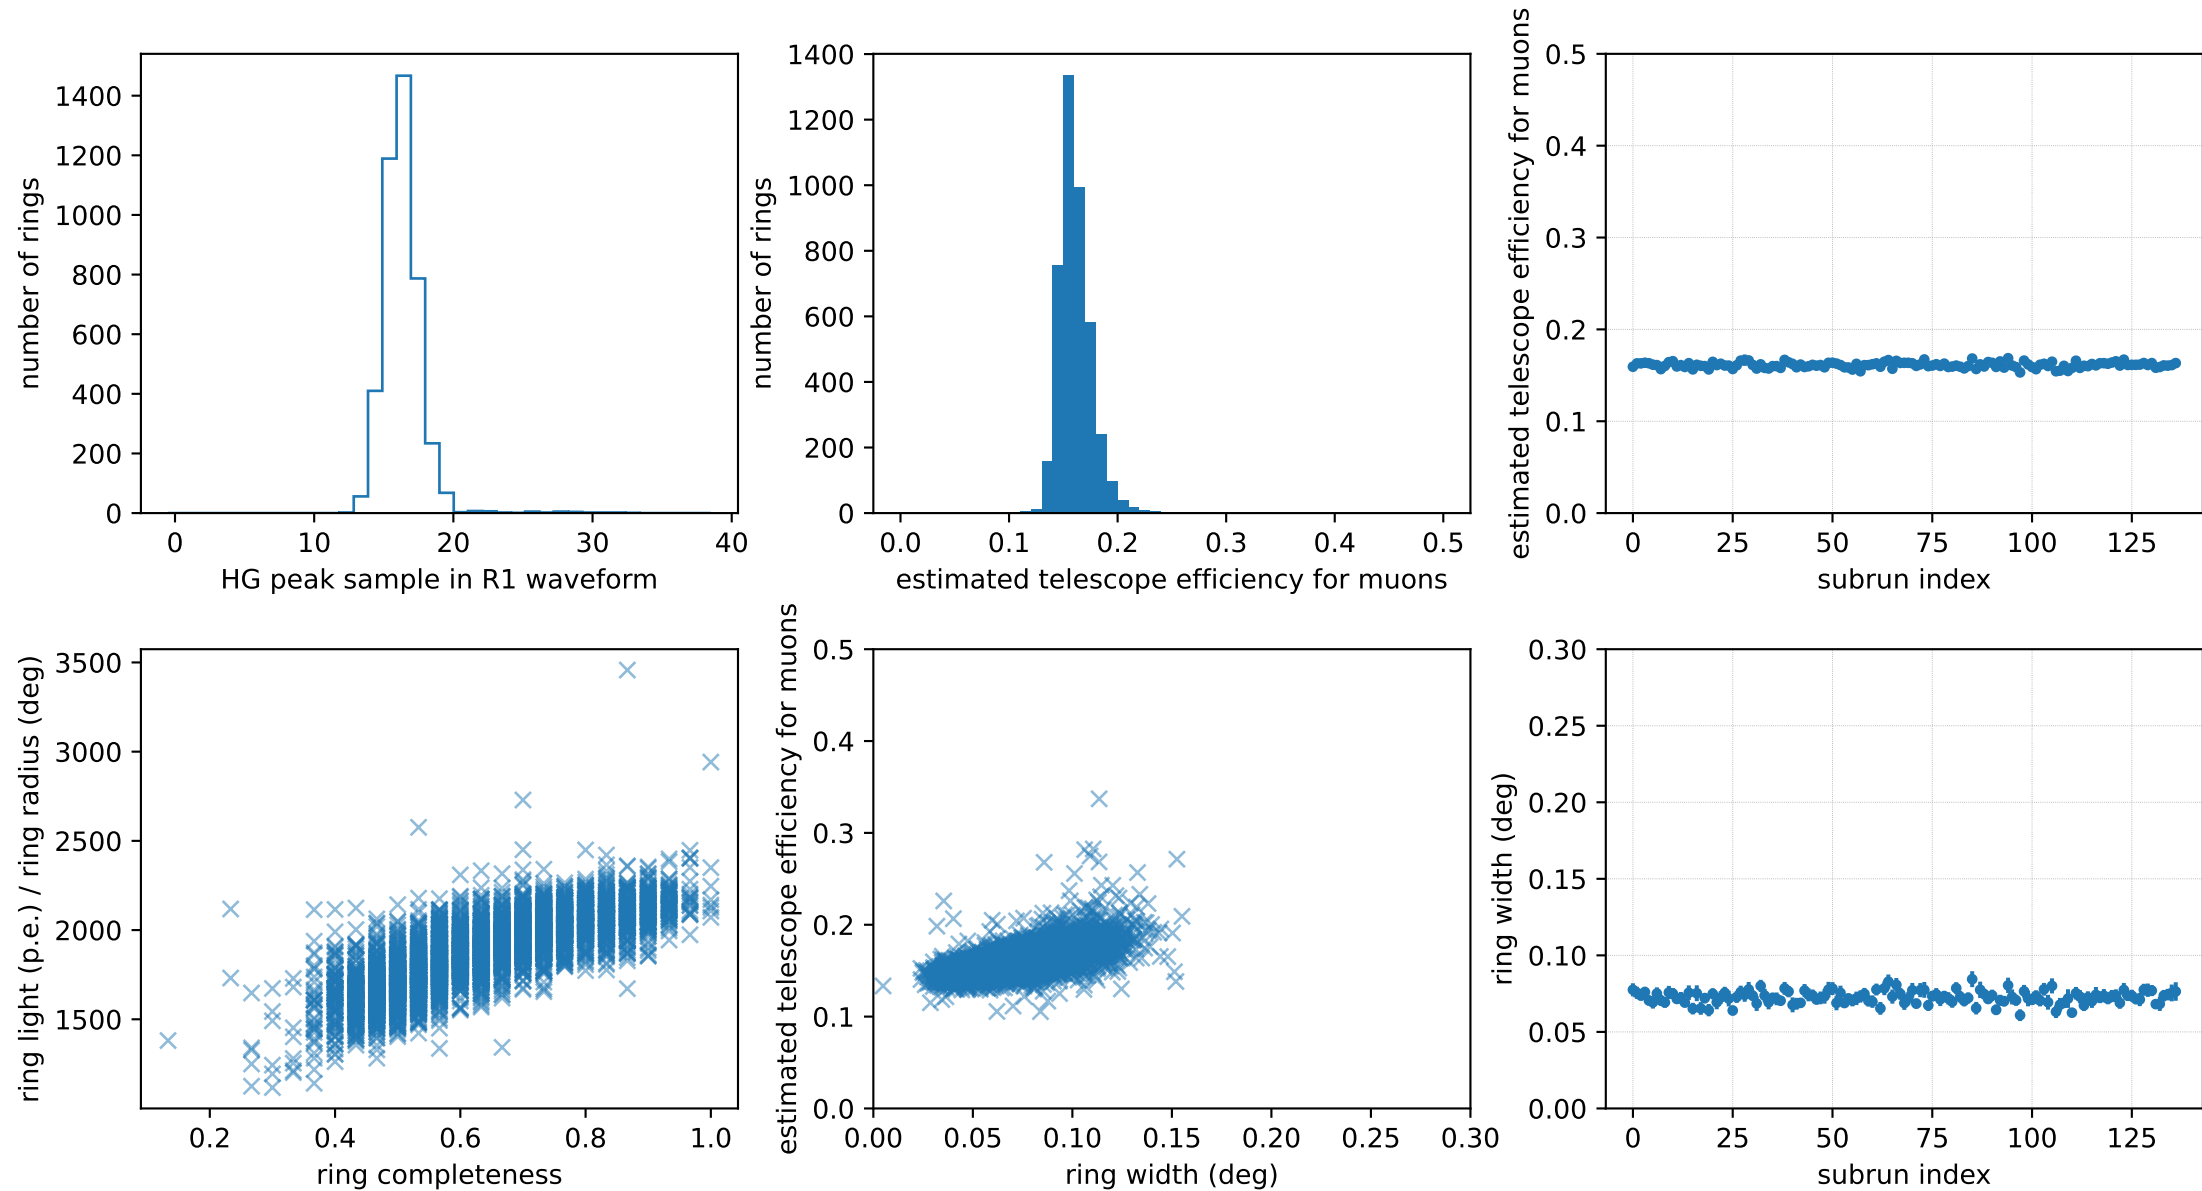 number of rings
1400
1200
1000
800
600
400
200
0
0 10 20 30 40
HG peak sample in R1 waveform
number of rings
1400
1200
1000
800
600
400
200
0
0.0 0.1 0.2 0.3 0.4 0.5
estimated telescope efficiency for muons
estimated telescope efficiency for muons
0.5
0.4
0.3
0.2
0.1
0.0
0 25 50 75 100 125
subrun index
ring light (p.e.) / ring radius (deg)
3500
3000
2500
2000
1500
0.2 0.4 0.6 0.8 1.0
ring completeness
estimated telescope efficiency for muons
0.5
0.4
0.3
0.2
0.1
0.0
0.00 0.05 0.10 0.15 0.20 0.25 0.30
ring width (deg)
ring width (deg)
0.30
0.25
0.20
0.15
0.10
0.05
0.00
0 25 50 75 100 125
subrun index